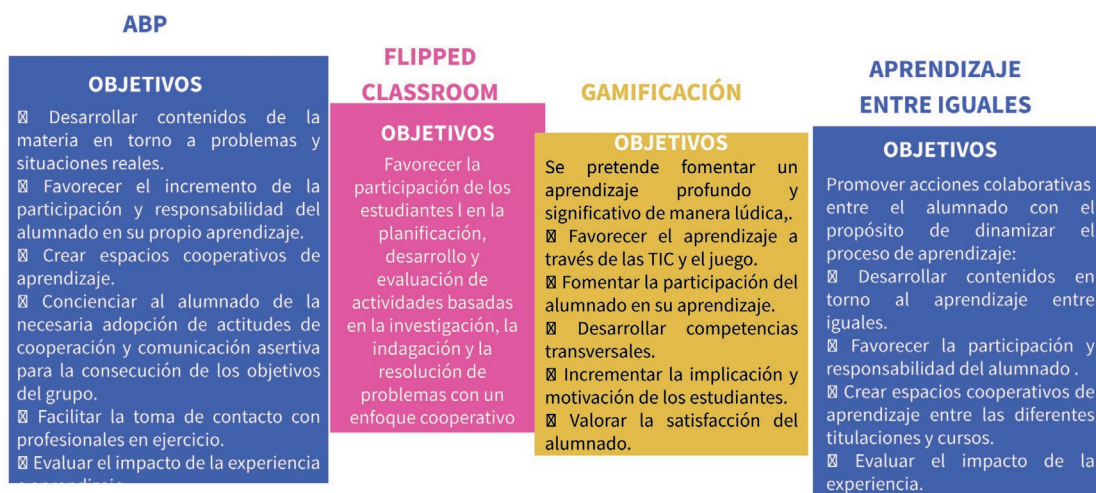 ABP
OBJETIVOS
☒ Desarrollar contenidos de la
materia en torno a problemas y
situaciones reales.
☒ Favorecer el incremento de la
participación y responsabilidad del
alumnado en su propio aprendizaje.
☒ Crear espacios cooperativos de
aprendizaje.
☒ Concienciar al alumnado de la
necesaria adopción de actitudes de
cooperación y comunicación asertiva
para la consecución de los objetivos
del grupo.
☒ Facilitar la toma de contacto con
profesionales en ejercicio.
☒ Evaluar el impacto de la experiencia
FLIPPED
CLASSROOM
OBJETIVOS
Favorecer la
participación de los
estudiantes l en la
planificación,
desarrollo y
evaluación de
actividades basadas
en la investigación, la
indagación y la
resolución de
problemas con un
enfoque cooperativo
GAMIFICACIÓN
OBJETIVOS
Se pretende fomentar un
aprendizaje profundo y
significativo de manera lúdica,.
☒ Favorecer el aprendizaje a
través de las TIC y el juego.
☒ Fomentar la participación del
alumnado en su aprendizaje.
☒ Desarrollar competencias
transversales.
☒ Incrementar la implicación y
motivación de los estudiantes.
☒ Valorar la satisfacción del
alumnado.
APRENDIZAJE
ENTRE IGUALES
OBJETIVOS
Promover acciones colaborativas
entre el alumnado con el
propósito de dinamizar el
proceso de aprendizaje:
☒ Desarrollar contenidos en
torno al aprendizaje entre
iguales.
☒ Favorecer la participación y
responsabilidad del alumnado .
☒ Crear espacios cooperativos de
aprendizaje entre las diferentes
titulaciones y cursos.
☒ Evaluar el impacto de la
experiencia.